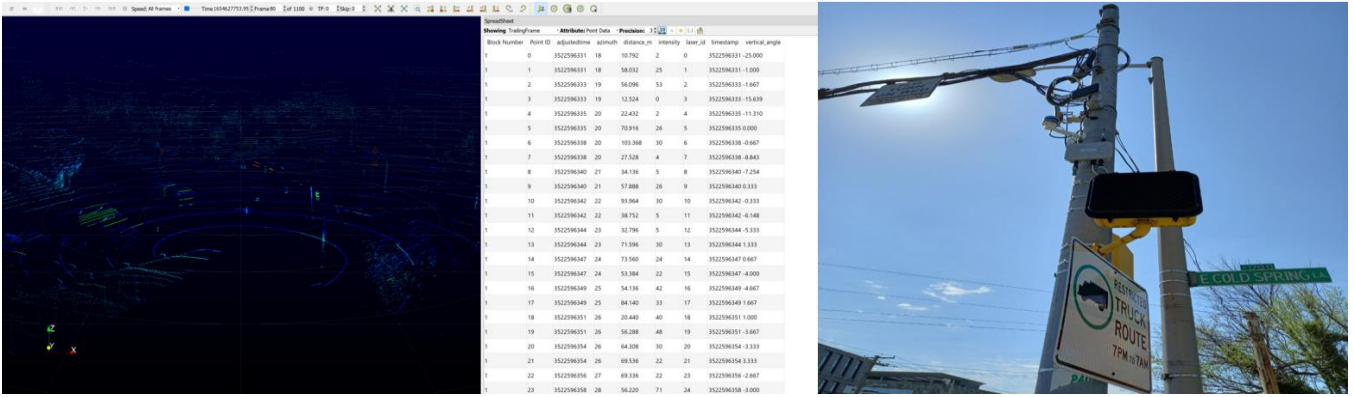 Speed: All frames Time 1654627753.95 Frame 80 of 1100 TF: 0 Skip: 0
SpreadSheet
Showing TrailingFrame Attribute: Point Data Precision: 3
Block Number Point ID adjustedtime azimuth distance_m intensity laser_id timestamp vertical_angle
1 0 3522596331 18 10.792 2 0 3522596331 -25.000
1 1 3522596331 18 58.032 25 1 3522596331 -1.000
1 2 3522596333 19 56.096 53 2 3522596333 -1.667
1 3 3522596333 19 12.524 0 3 3522596333 -15.639
1 4 3522596335 20 22.432 2 4 3522596335 -11.310
1 5 3522596335 20 70.916 26 5 3522596335 0.000
1 6 3522596338 20 103.368 30 6 3522596338 -0.667
1 7 3522596338 20 27.528 4 7 3522596338 -8.843
1 8 3522596340 21 34.136 5 8 3522596340 -7.254
1 9 3522596340 21 57.888 26 9 3522596340 0.333
1 10 3522596342 22 93.964 30 10 3522596342 -0.333
1 11 3522596342 22 38.752 5 11 3522596342 -6.148
1 12 3522596344 23 32.796 5 12 3522596344 -5.333
1 13 3522596344 23 71.596 30 13 3522596344 1.333
1 14 3522596347 24 73.560 24 14 3522596347 0.667
1 15 3522596347 24 53.384 22 15 3522596347 -4.000
1 16 3522596349 25 54.136 42 16 3522596349 -4.667
1 17 3522596349 25 84.140 33 17 3522596349 1.667
1 18 3522596351 26 20.440 40 18 3522596351 1.000
1 19 3522596351 26 56.288 48 19 3522596351 -3.667
1 20 3522596354 26 64.308 30 20 3522596354 -3.333
1 21 3522596354 26 69.536 22 21 3522596354 3.333
1 22 3522596356 27 69.336 22 23 3522596356 -2.667
1 23 3522596358 28 56.220 71 24 3522596358 -3.000
Z
Y
X
E. COLD SPRING LA
RESTRICTED
TRUCK
ROUTE
7PM TO 7AM